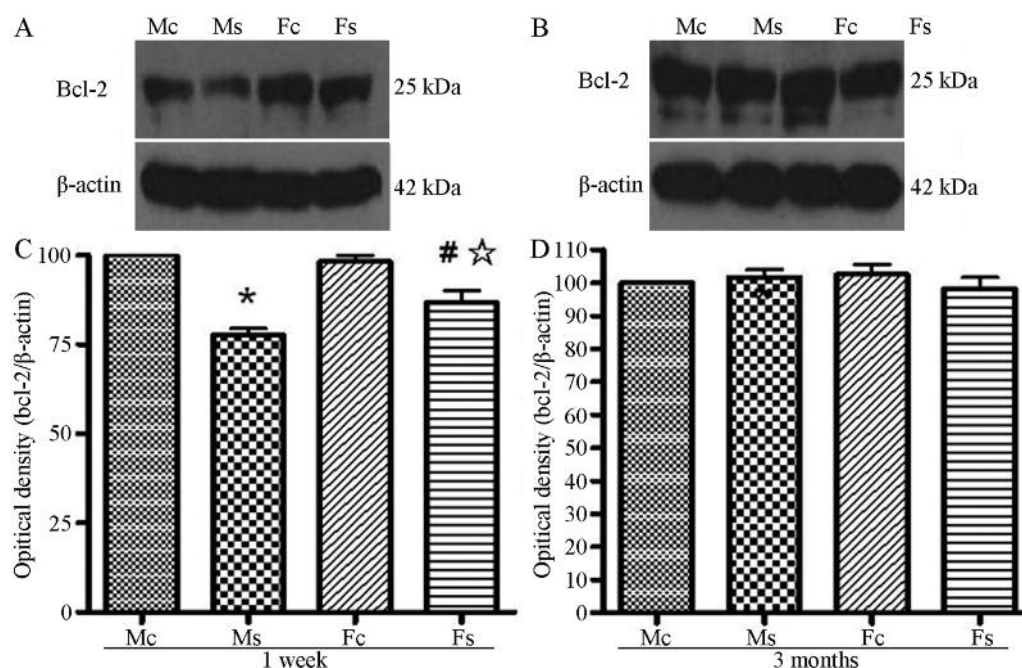 A
Mc Ms Fc Fs
Bcl-2 25 kDa
β-actin 42 kDa
B
Mc Ms Fc Fs
Bcl-2 25 kDa
β-actin 42 kDa
C
Opitical density (bcl-2/β-actin)
100
75
50
25
0
*
# ☆
Mc Ms Fc Fs
1 week
D
Opitical density (bcl-2/β-actin)
110
100
90
80
70
60
50
40
30
20
10
0
*
Mc Ms Fc Fs
3 months